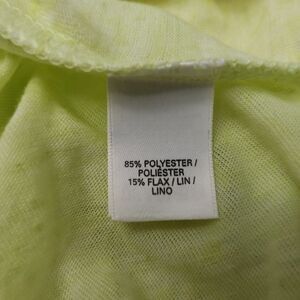 85% POLYESTER /
POLIÉSTER
15% FLAX / LIN /
LINO